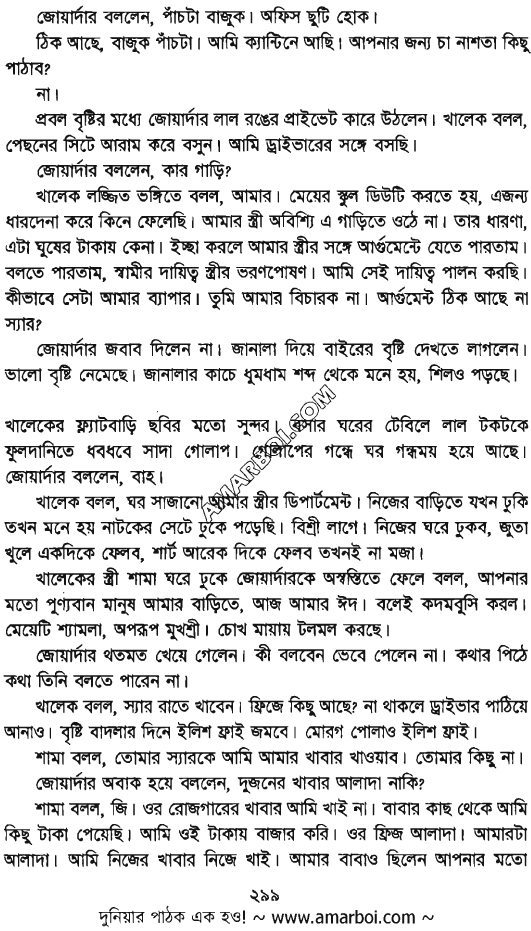 জোয়ার্দার বললেন, পাঁচটা বাজুক। অফিস ছুটি হোক।
ঠিক আছে, বাজুক পাঁচটা। আমি ক্যান্টিনে আছি। আপনার জন্য চা নাশতা কিছু
পাঠাব?
না।
প্রবল বৃষ্টির মধ্যে জোয়ার্দার লাল রঙের প্রাইভেট কারে উঠলেন। খালেক বলল,
পেছনের সিটে আরাম করে বসুন। আমি ড্রাইভারের সঙ্গে বসছি।
জোয়ার্দার বললেন, কার গাড়ি?
খালেক লজ্জিত ভঙ্গিতে বলল, আমার। মেয়ের স্কুল ডিউটি করতে হয়, এজন্য
ধারদেনা করে কিনে ফেলেছি। আমার স্ত্রী অবিশ্যি এ গাড়িতে ওঠে না। তার ধারণা,
এটা ঘুষের টাকায় কেনা। ইচ্ছা করলে আমার স্ত্রীর সঙ্গে আর্গুমেন্টে যেতে পারতাম।
বলতে পারতাম, স্বামীর দায়িত্ব স্ত্রীর ভরণপোষণ। আমি সেই দায়িত্ব পালন করছি।
কীভাবে সেটা আমার ব্যাপার। তুমি আমার বিচারক না। আর্গুমেন্ট ঠিক আছে না
স্যার?
জোয়ার্দার জবাব দিলেন না। জানালা দিয়ে বাইরের বৃষ্টি দেখতে লাগলেন।
ভালো বৃষ্টি নেমেছে। জানালার কাচে ধুমধাম শব্দ থেকে মনে হয়, শিলও পড়ছে।
খালেকের ফ্ল্যাটবাড়ি ছবির মতো সুন্দর। বসার ঘরের টেবিলে লাল টকটকে
ফুলদানিতে ধবধবে সাদা গোলাপ। গোলাপের গন্ধে ঘর গন্ধময় হয়ে আছে।
জোয়ার্দার বললেন, বাহ।
খালেক বলল, ঘর সাজানো আমার স্ত্রীর ডিপার্টমেন্ট। নিজের বাড়িতে যখন ঢুকি
তখন মনে হয় নাটকের সেটে ঢুকে পড়েছি। বিশ্রী লাগে। নিজের ঘরে ঢুকব, জুতা
খুলে একদিকে ফেলব, শার্ট আরেক দিকে ফেলব তখনই না মজা।
খালেকের স্ত্রী শামা ঘরে ঢুকে জোয়ার্দারকে অস্বস্তিতে ফেলে বলল, আপনার
মতো পুণ্যবান মানুষ আমার বাড়িতে, আজ আমার ঈদ। বলেই কদমবুসি করল।
মেয়েটি শ্যামলা, অপরূপ মুখশ্রী। চোখ মায়ায় টলমল করছে।
জোয়ার্দার থতমত খেয়ে গেলেন। কী বলবেন ভেবে পেলেন না। কথার পিঠে
কথা তিনি বলতে পারেন না।
খালেক বলল, স্যার রাতে খাবেন। ফ্রিজে কিছু আছে? না থাকলে ড্রাইভার পাঠিয়ে
আনাও। বৃষ্টি বাদলার দিনে ইলিশ ফ্রাই জমবে। মোরগ পোলাও ইলিশ ফ্রাই।
শামা বলল, তোমার স্যারকে আমি আমার খাবার খাওয়াব। তোমার কিছু না।
জোয়ার্দার অবাক হয়ে বললেন, দুজনের খাবার আলাদা নাকি?
শামা বলল, জি। ওর রোজগারের খাবার আমি খাই না। বাবার কাছ থেকে আমি
কিছু টাকা পেয়েছি। আমি ওই টাকায় বাজার করি। ওর ফ্রিজ আলাদা। আমারটা
আলাদা। আমি নিজের খাবার নিজে খাই। আমার বাবাও ছিলেন আপনার মতো
২৯৯
দুনিয়ার পাঠক এক হও! ~ www.amarboi.com ~
AMARBOI.COM